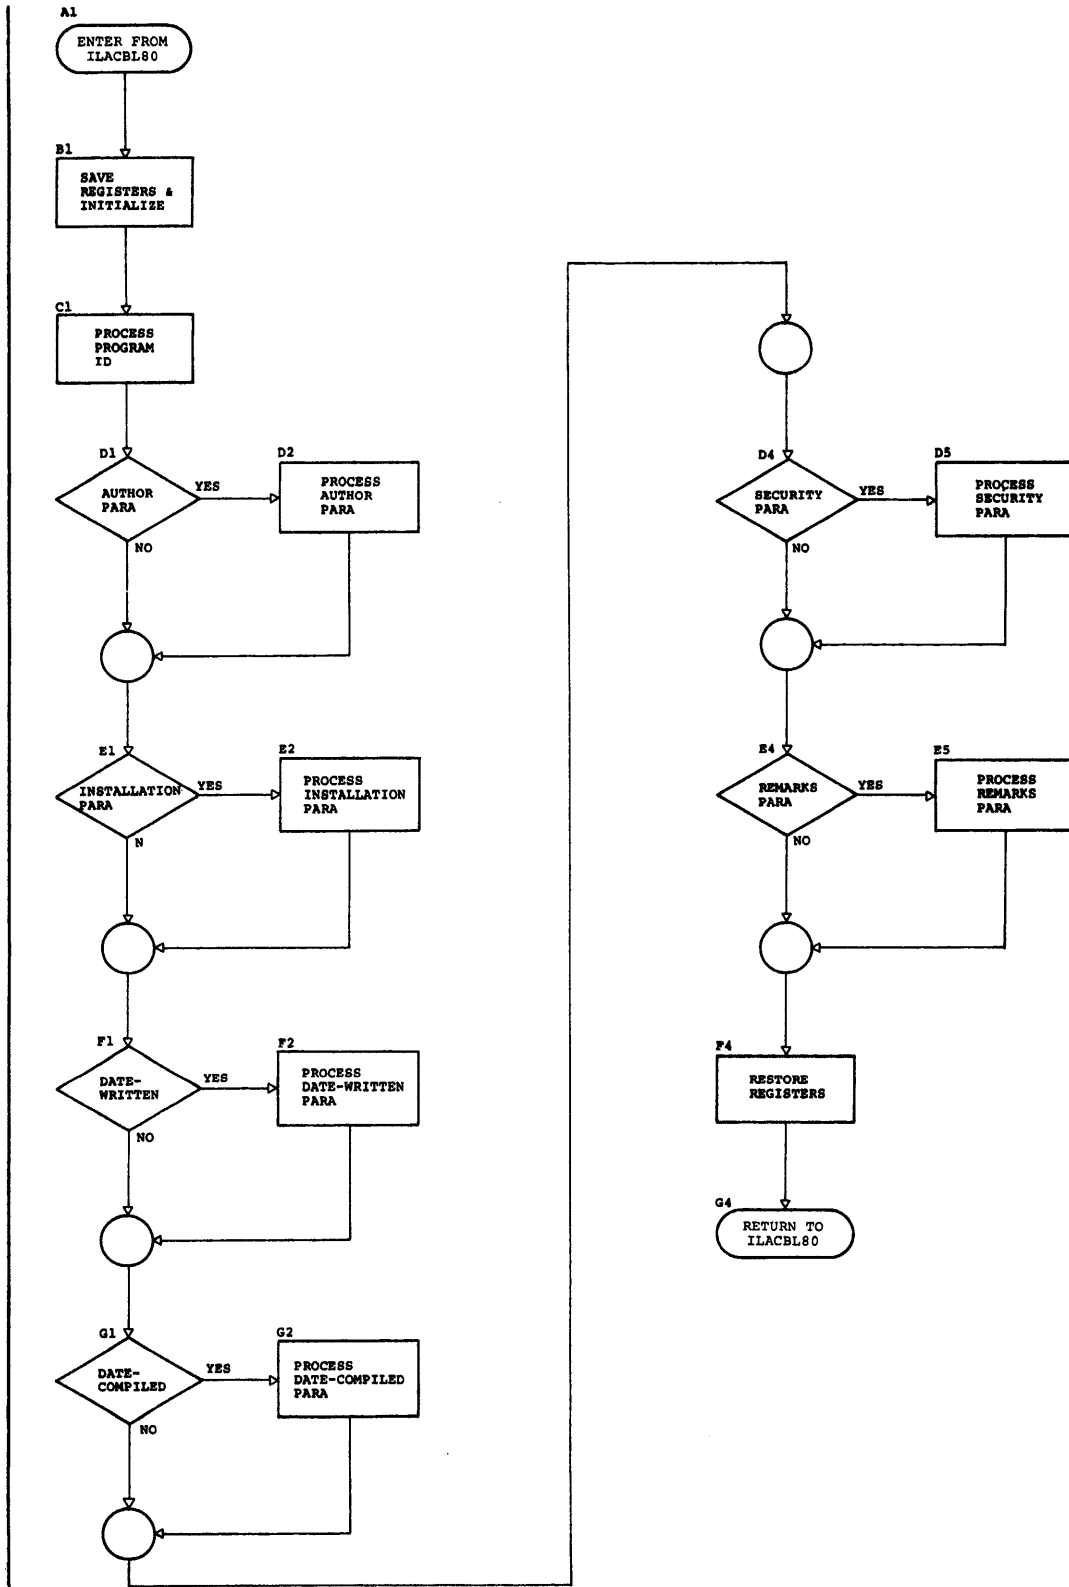 A1
ENTER FROM
ILACBL80
B1
SAVE
REGISTERS &
INITIALIZE
C1
PROCESS
PROGRAM
ID
D1
AUTHOR
PARA
YES
NO
D2
PROCESS
AUTHOR
PARA
E1
INSTALLATION
PARA
YES
N
E2
PROCESS
INSTALLATION
PARA
F1
DATE-
WRITTEN
YES
NO
F2
PROCESS
DATE-WRITTEN
PARA
G1
DATE-
COMPILED
YES
NO
G2
PROCESS
DATE-COMPILED
PARA
D4
SECURITY
PARA
YES
NO
D5
PROCESS
SECURITY
PARA
E4
REMARKS
PARA
YES
NO
E5
PROCESS
REMARKS
PARA
F4
RESTORE
REGISTERS
G4
RETURN TO
ILACBL80